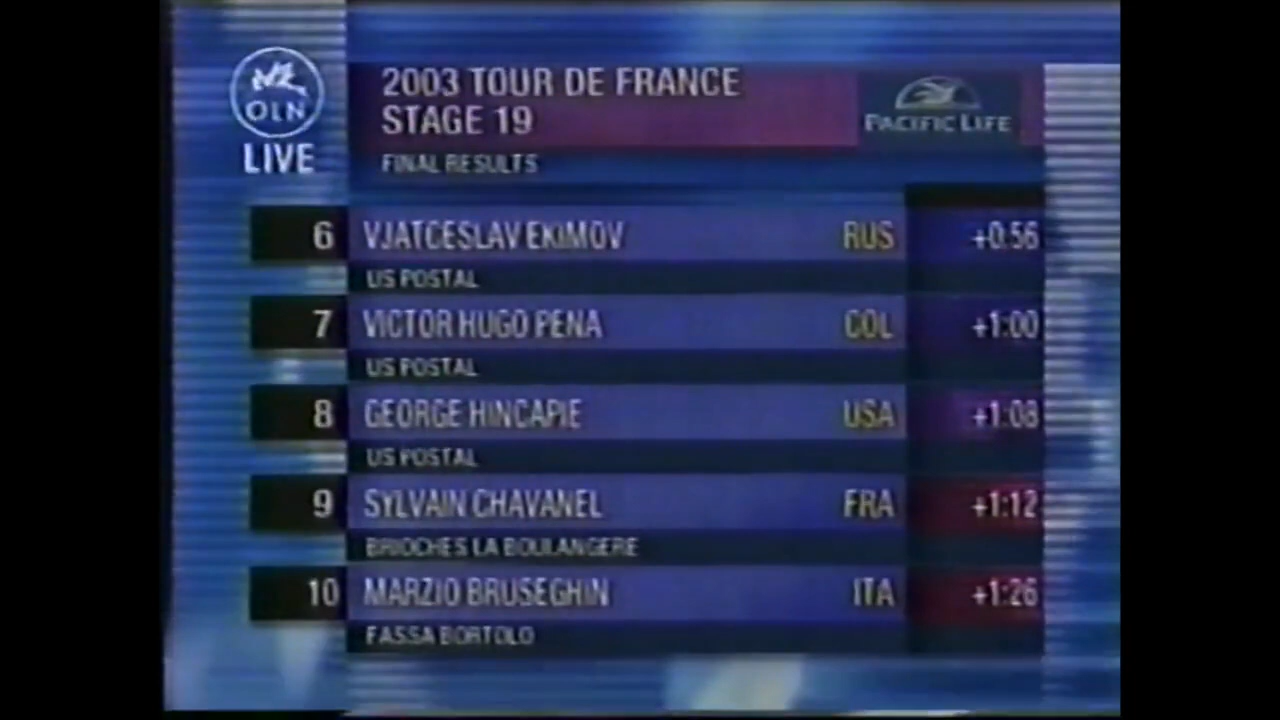 OLN
LIVE
2003 TOUR DE FRANCE
STAGE 19
PACIFIC LIFE
FINAL RESULTS
6 VJATCESLAV EKIMOV RUS +0:56
US POSTAL
7 VICTOR HUGO PENA COL +1:00
US POSTAL
8 GEORGE HINCAPIE USA +1:08
US POSTAL
9 SYLVAIN CHAVANEL FRA +1:12
BRIOCHES LA BOULANGERE
10 MARZIO BRUSEGHIN ITA +1:26
FASSA BORTOLO